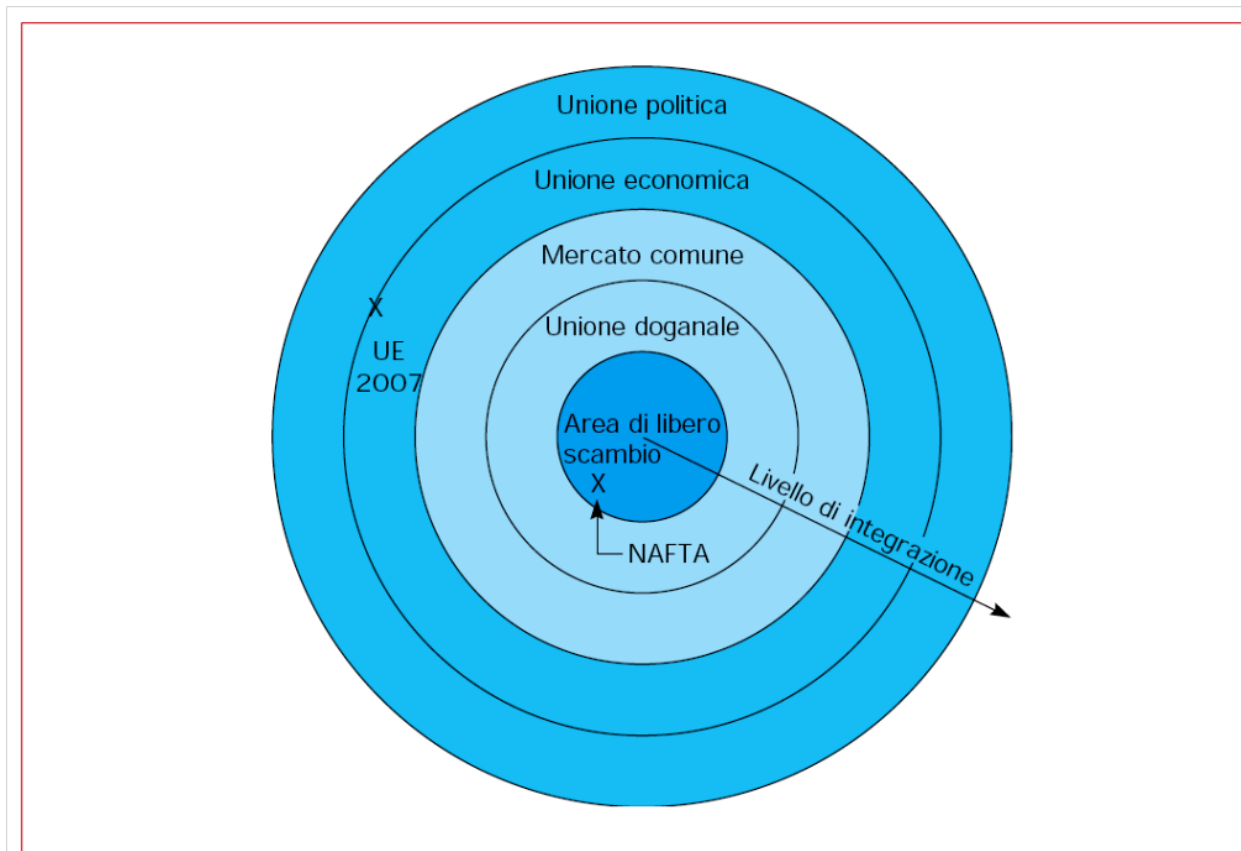 Unione politica
Unione economica
Mercato comune
Unione doganale
X
UE
2007
Area di libero
scambio
X
NAFTA
Livello di integrazione